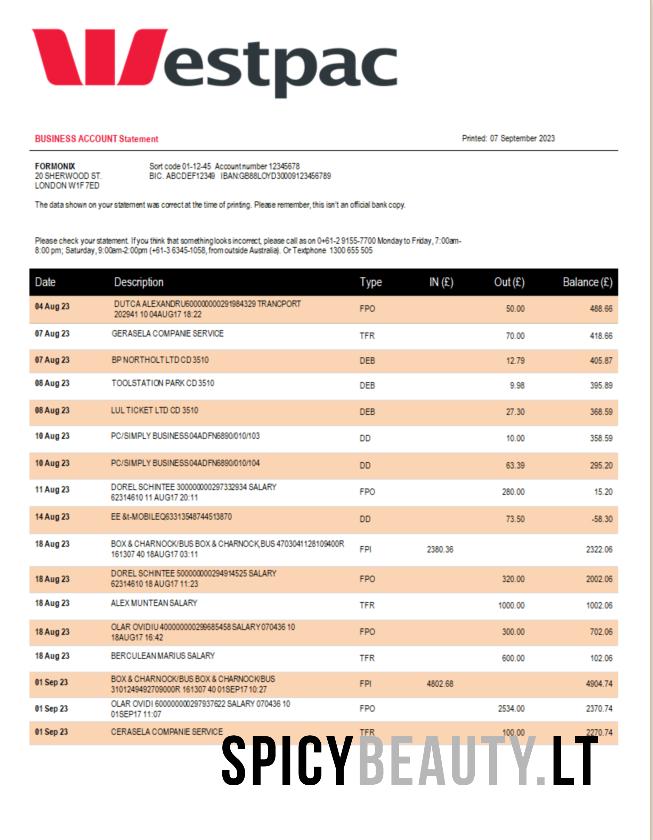 Westpac
BUSINESS ACCOUNT Statement Printed: 07 September 2023
FORMONIX Sort code 01-12-45 Account number 12345678
20 SHERWOOD ST. BIC. ABCDEF12349 IBAN:GB88LOYD30009123456789
LONDON W1F7ED
The data shown on your statement was correct at the time of printing. Please remember, this isn't an official bank copy.
Please check your statement. If you think that something looks incorrect, please call as on 0+61-2 9155-7700 Monday to Friday, 7:00am-
8:00 pm; Saturday, 9:00am-2:00pm (+61-3 6345-1058, from outside Australia). Or Textphone 1300 655 505
Date Description Type IN (£) Out (£) Balance (£)
04 Aug 23 DUTCA ALEXANDRU600000000291984329 TRANCPORT FPO 50.00 488.66
202941 10 04AUG17 18:22
07 Aug 23 GERASELA COMPANIE SERVICE TFR 70.00 418.66
07 Aug 23 BP NORTHOLT LTD CD 3510 DEB 12.79 405.87
08 Aug 23 TOOLSTATION PARK CD 3510 DEB 9.98 395.89
08 Aug 23 LUL TICKET LTD CD 3510 DEB 27.30 368.59
10 Aug 23 PC/SIMPLY BUSINESS04ADFN6890/010/103 DD 10.00 358.59
10 Aug 23 PC/SIMPLY BUSINESS04ADFN6890/010/104 DD 63.39 295.20
11 Aug 23 DOREL SCHINTEE 300000000297332934 SALARY FPO 280.00 15.20
62314610 11 AUG17 20:11
14 Aug 23 EE &t-MOBILEQ63313548744513870 DD 73.50 -58.30
18 Aug 23 BOX & CHARNOCK/BUS BOX & CHARNOCK,BUS 4703041128109400R FPI 2380.36 2322.06
161307 40 18AUG17 03:11
18 Aug 23 DOREL SCHINTEE 500000000294914525 SALARY FPO 320.00 2002.06
62314610 18 AUG17 11:23
18 Aug 23 ALEX MUNTEAN SALARY TFR 1000.00 1002.06
18 Aug 23 OLAR OVIDIU 400000000299685458 SALARY 070436 10 FPO 300.00 702.06
18AUG17 16:42
18 Aug 23 BERCULEAN MARIUS SALARY TFR 600.00 102.06
01 Sep 23 BOX & CHARNOCK/BUS BOX & CHARNOCK/BUS FPI 4802.68 4904.74
3101249492709000R 161307 40 01SEP17 10:27
01 Sep 23 OLAR OVIDI 600000000297937622 SALARY 070436 10 FPO 2534.00 2370.74
01SEP17 11:07
01 Sep 23 CERASELA COMPANIE SERVICE TFR 100.00 2270.74
SPICYBEAUTY.LT